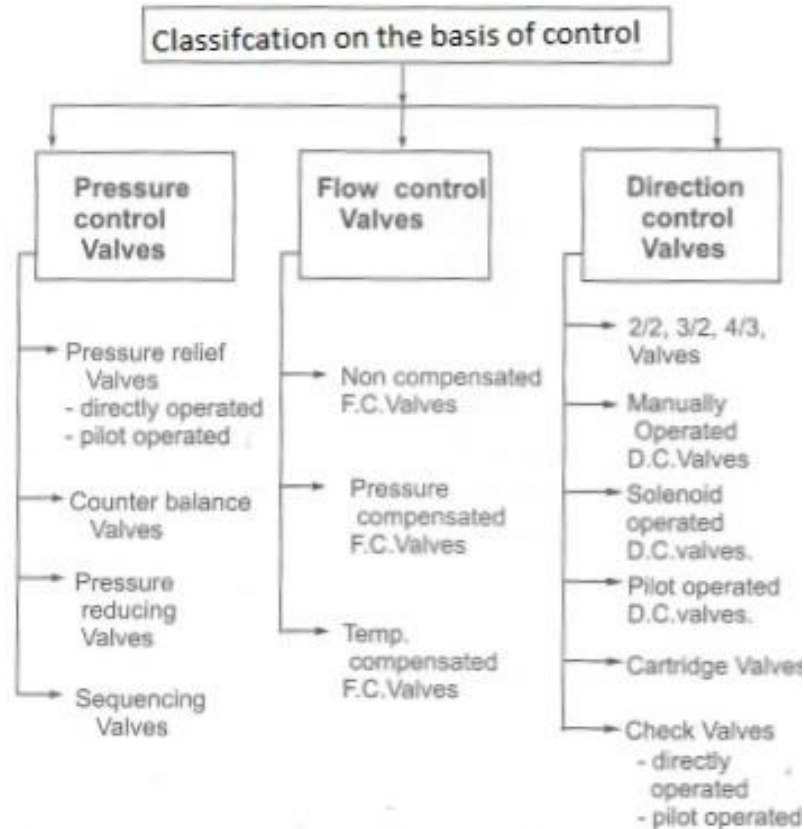 Classifcation on the basis of control
Pressure
control
Valves
Pressure relief
Valves
- directly operated
- pilot operated
Counter balance
Valves
Pressure
reducing
Valves
Sequencing
Valves
Flow control
Valves
Non compensated
F.C.Valves
Pressure
compensated
F.C.Valves
Temp.
compensated
F.C.Valves
Direction
control
Valves
2/2, 3/2, 4/3,
Valves
Manually
Operated
D.C.Valves
Solenoid
operated
D.C.valves.
Pilot operated
D.C.valves.
Cartridge Valves
Check Valves
- directly
operated
- pilot operated